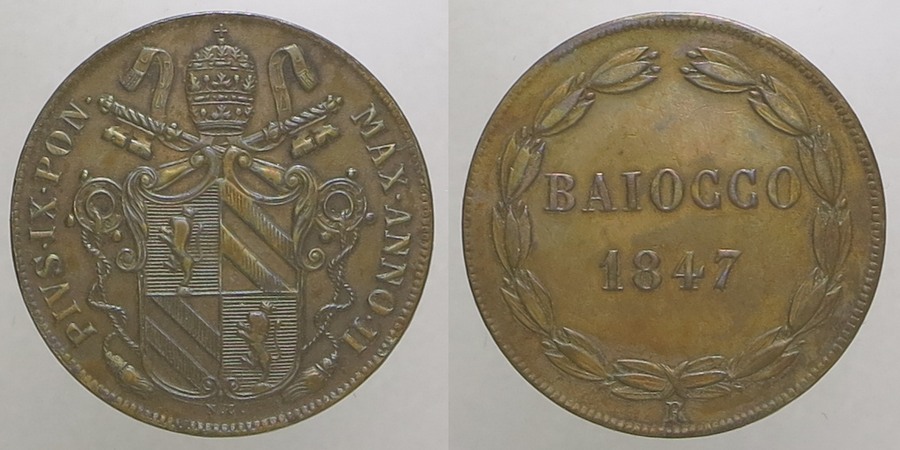 PIVS·IX·PON. MAX·ANNO·II
N.C.
BAIOCCO
1847
R